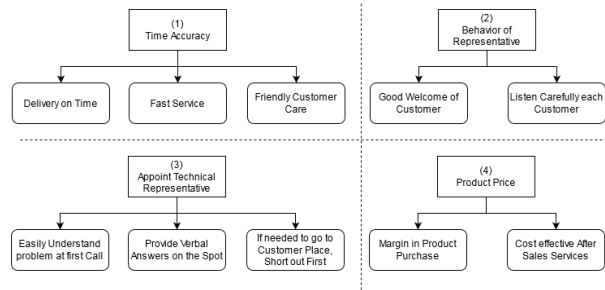 (1)
Time Accuracy
Delivery on Time
Fast Service
Friendly Customer
Care
(2)
Behavior of
Representative
Good Welcome of
Customer
Listen Carefully each
Customer
(3)
Appoint Technical
Representative
Easily Understand
problem at first Call
Provide Verbal
Answers on the Spot
If needed to go to
Customer Place,
Short out First
(4)
Product Price
Margin in Product
Purchase
Cost effective After
Sales Services